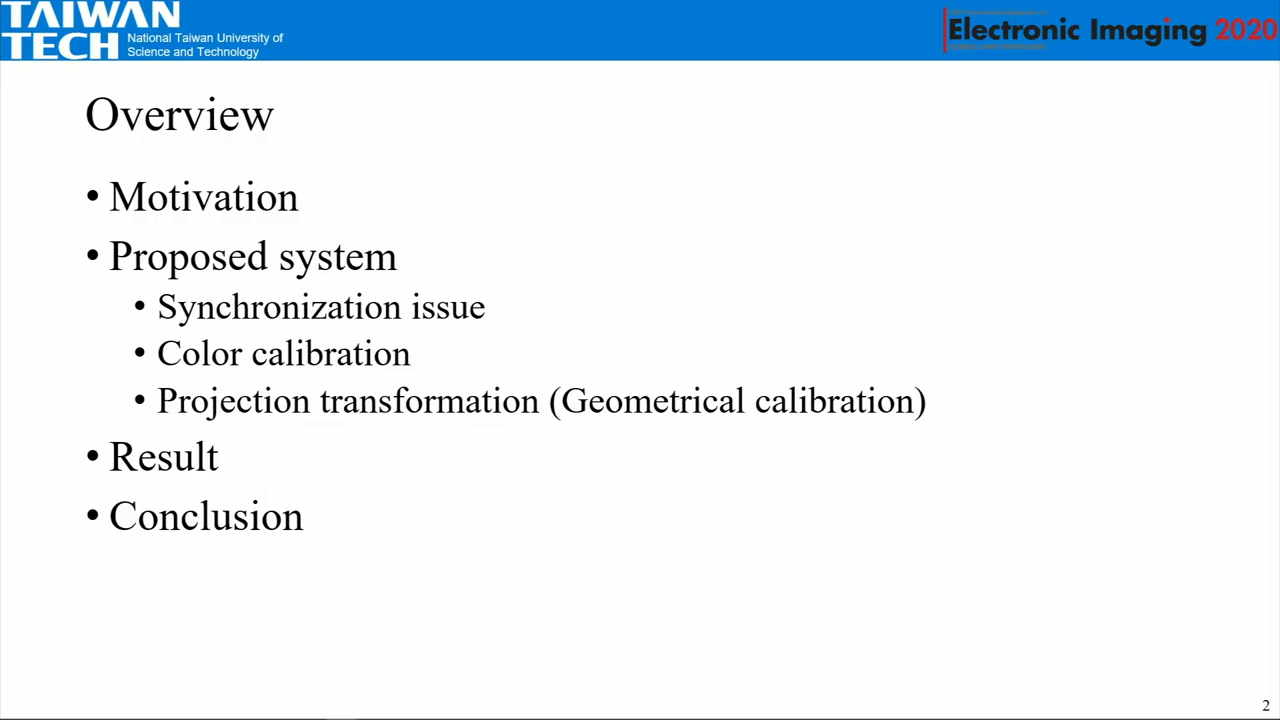 TAIWAN
TECH
National Taiwan University of
Science and Technology
Electronic Imaging 2020
Overview
• Motivation
• Proposed system
• Synchronization issue
• Color calibration
• Projection transformation (Geometrical calibration)
• Result
• Conclusion
2